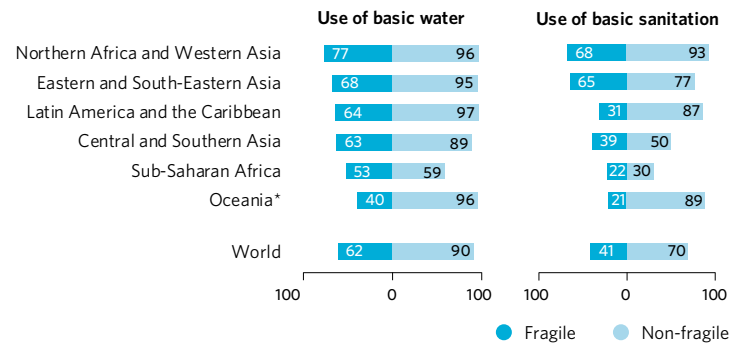 Use of basic water Use of basic sanitation
Northern Africa and Western Asia 77 96 68 93
Eastern and South-Eastern Asia 68 95 65 77
Latin America and the Caribbean 64 97 31 87
Central and Southern Asia 63 89 39 50
Sub-Saharan Africa 53 59 22 30
Oceania* 40 96 21 89
World 62 90 41 70
100 0 100 100 0 100
Fragile Non-fragile